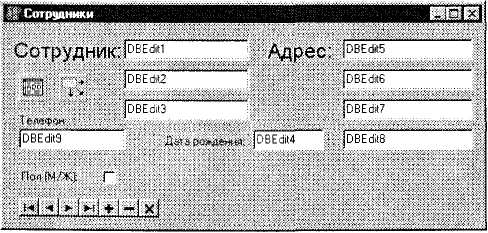 Сотрудники
Сотрудник: DBEdit1 Адрес: DBEdit5
DBEdit2 DBEdit6
DBEdit3 DBEdit7
Телефон:
DBEdit9 Дата рождения: DBEdit4 DBEdit8
Пол (М/Ж):